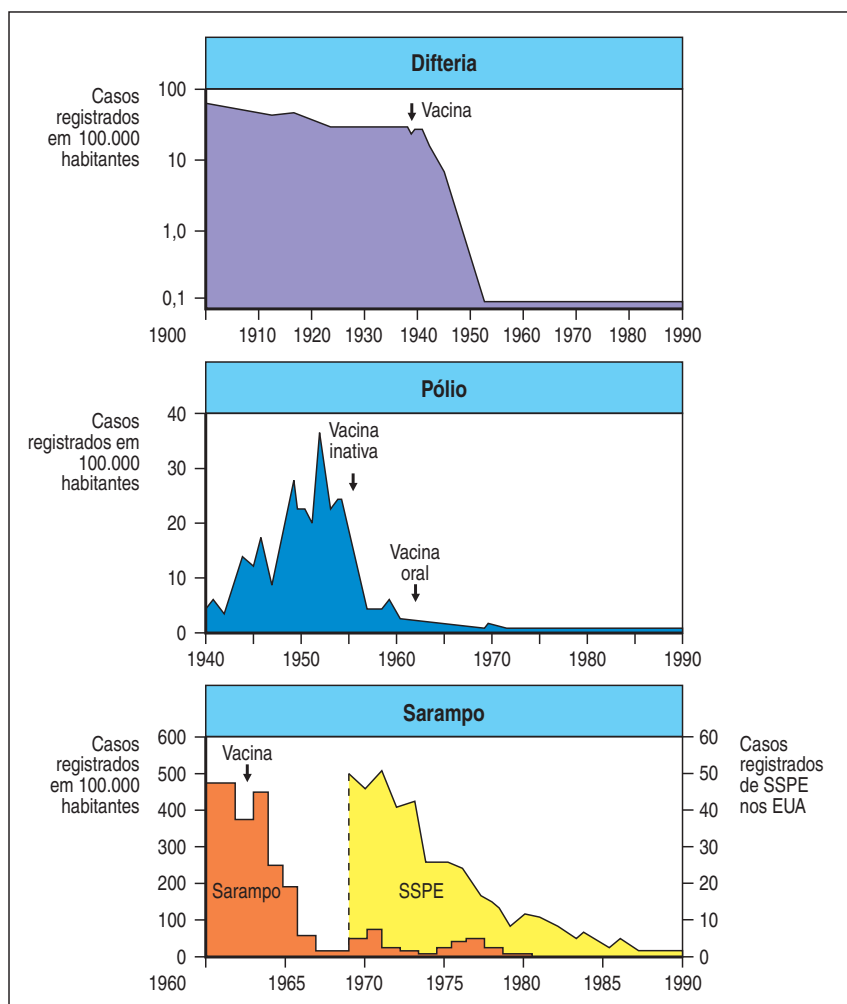 Difteria
Casos
registrados
em 100.000
habitantes
100
10
1,0
0,1
Vacina
1900 1910 1920 1930 1940 1950 1960 1970 1980 1990
Pólio
Casos
registrados em
100.000
habitantes
40
30
20
10
0
Vacina
inativa
Vacina
oral
1940 1950 1960 1970 1980 1990
Sarampo
Casos
registrados
em 100.000
habitantes
600
500
400
300
200
100
0
Vacina
Sarampo
SSPE
60
50
40
30
20
10
0
Casos
registrados
de SSPE
nos EUA
1960 1965 1970 1975 1980 1985 1990